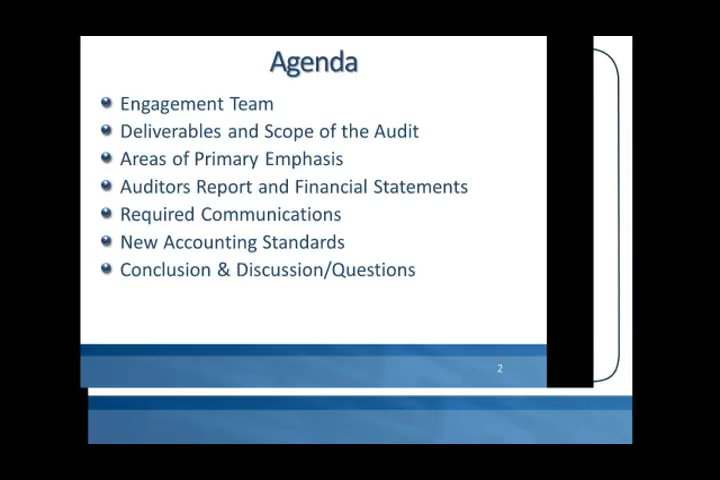 Agenda
Engagement Team
Deliverables and Scope of the Audit
Areas of Primary Emphasis
Auditors Report and Financial Statements
Required Communications
New Accounting Standards
Conclusion & Discussion/Questions
2